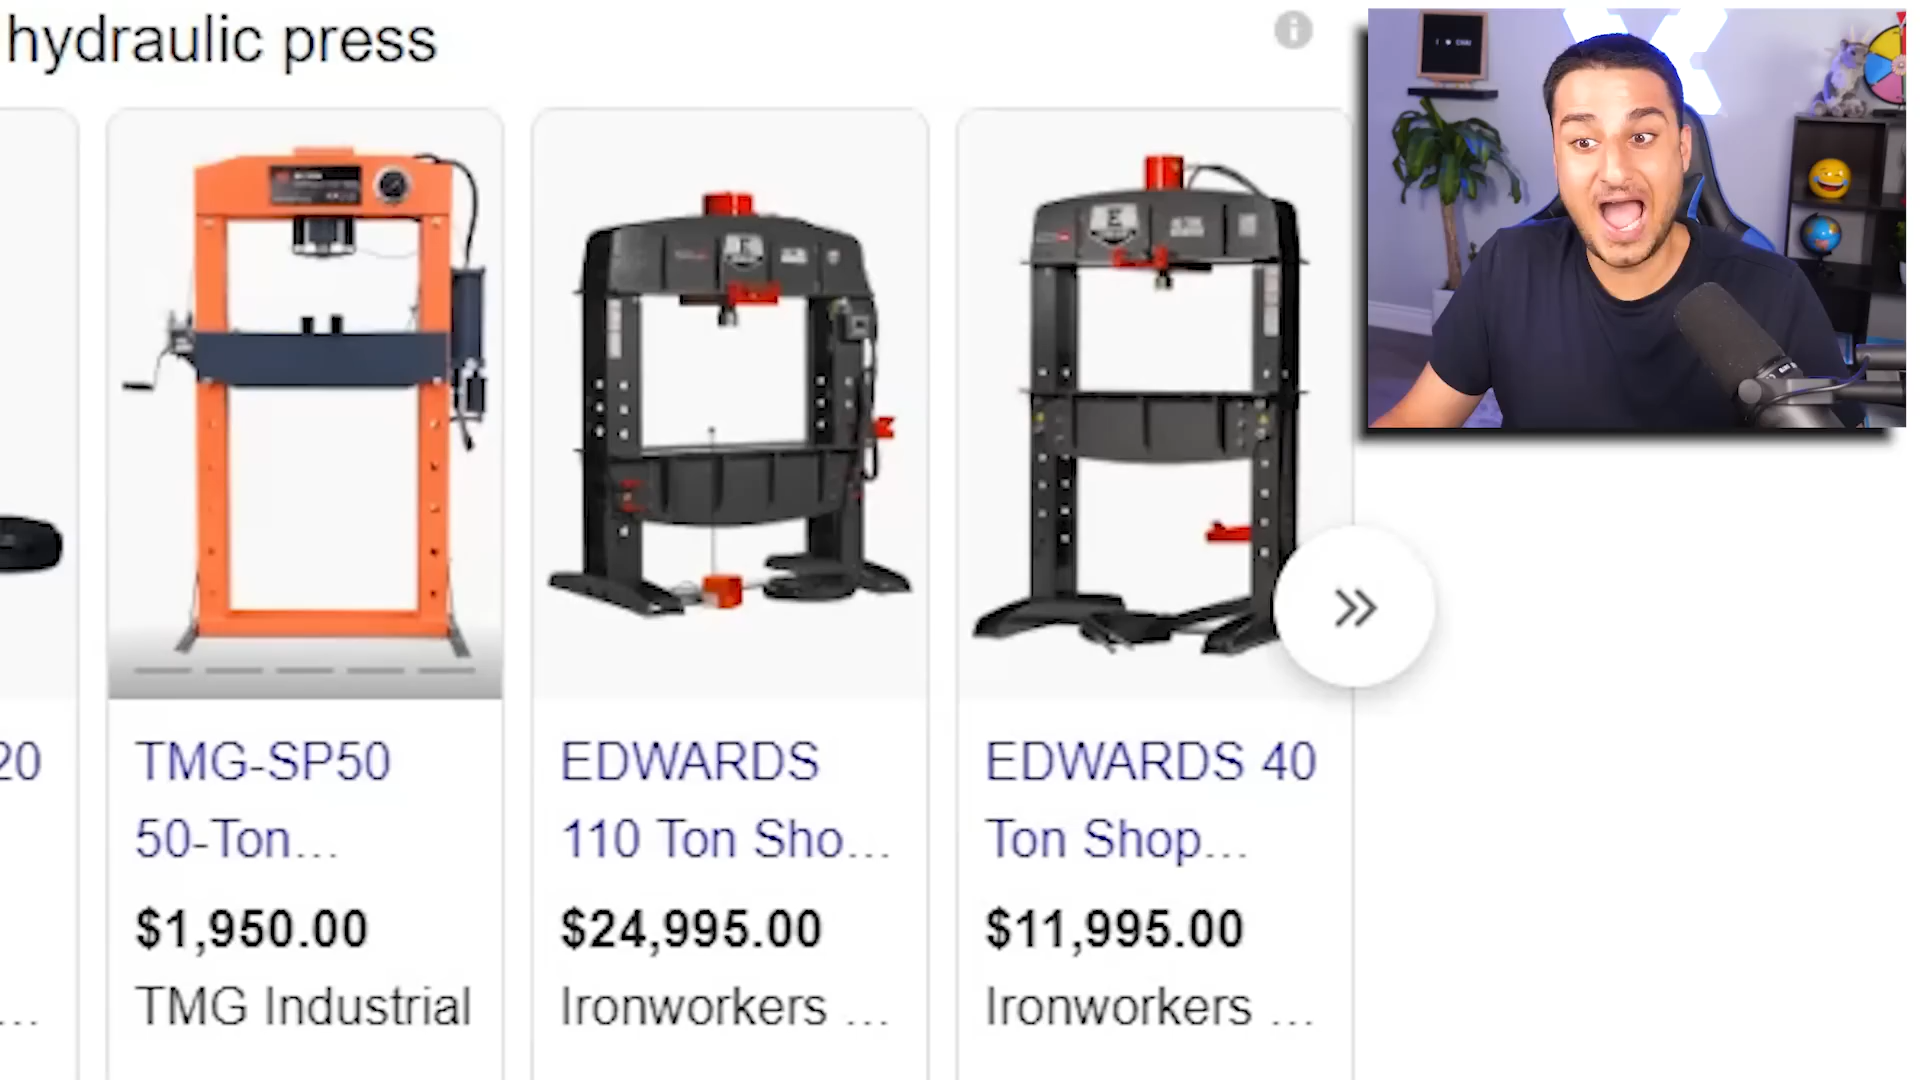 hydraulic press
20
TMG-SP50
50-Ton...
$1,950.00
TMG Industrial
EDWARDS
110 Ton Sho...
$24,995.00
Ironworkers ...
EDWARDS 40
Ton Shop...
$11,995.00
Ironworkers ...
...